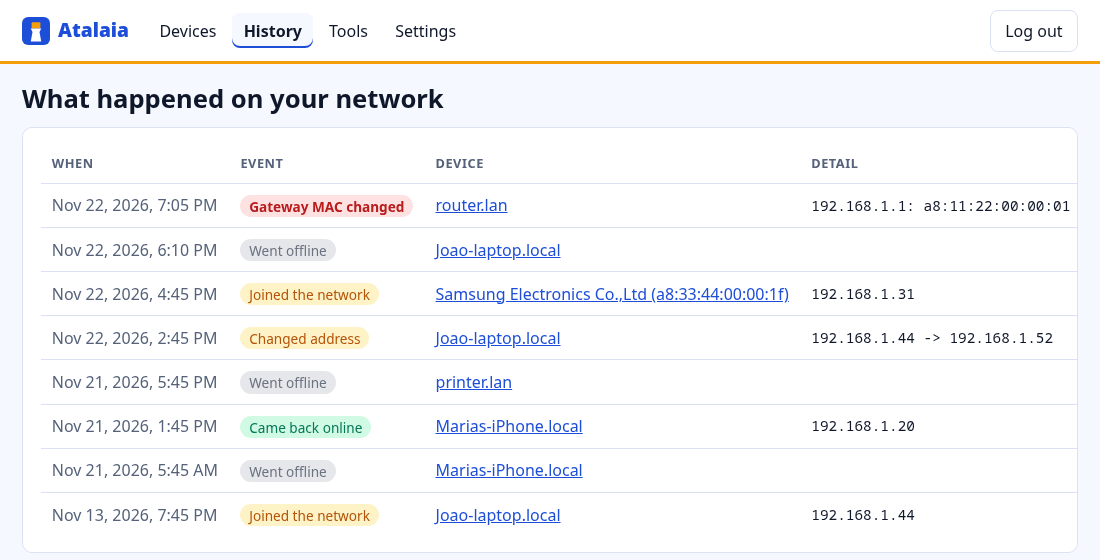 Atalaia Devices History Tools Settings Log out
What happened on your network
WHEN EVENT DEVICE DETAIL
Nov 22, 2026, 7:05 PM Gateway MAC changed router.lan 192.168.1.1: a8:11:22:00:00:01
Nov 22, 2026, 6:10 PM Went offline Joao-laptop.local
Nov 22, 2026, 4:45 PM Joined the network Samsung Electronics Co.,Ltd (a8:33:44:00:00:1f) 192.168.1.31
Nov 22, 2026, 2:45 PM Changed address Joao-laptop.local 192.168.1.44 -> 192.168.1.52
Nov 21, 2026, 5:45 PM Went offline printer.lan
Nov 21, 2026, 1:45 PM Came back online Marias-iPhone.local 192.168.1.20
Nov 21, 2026, 5:45 AM Went offline Marias-iPhone.local
Nov 13, 2026, 7:45 PM Joined the network Joao-laptop.local 192.168.1.44